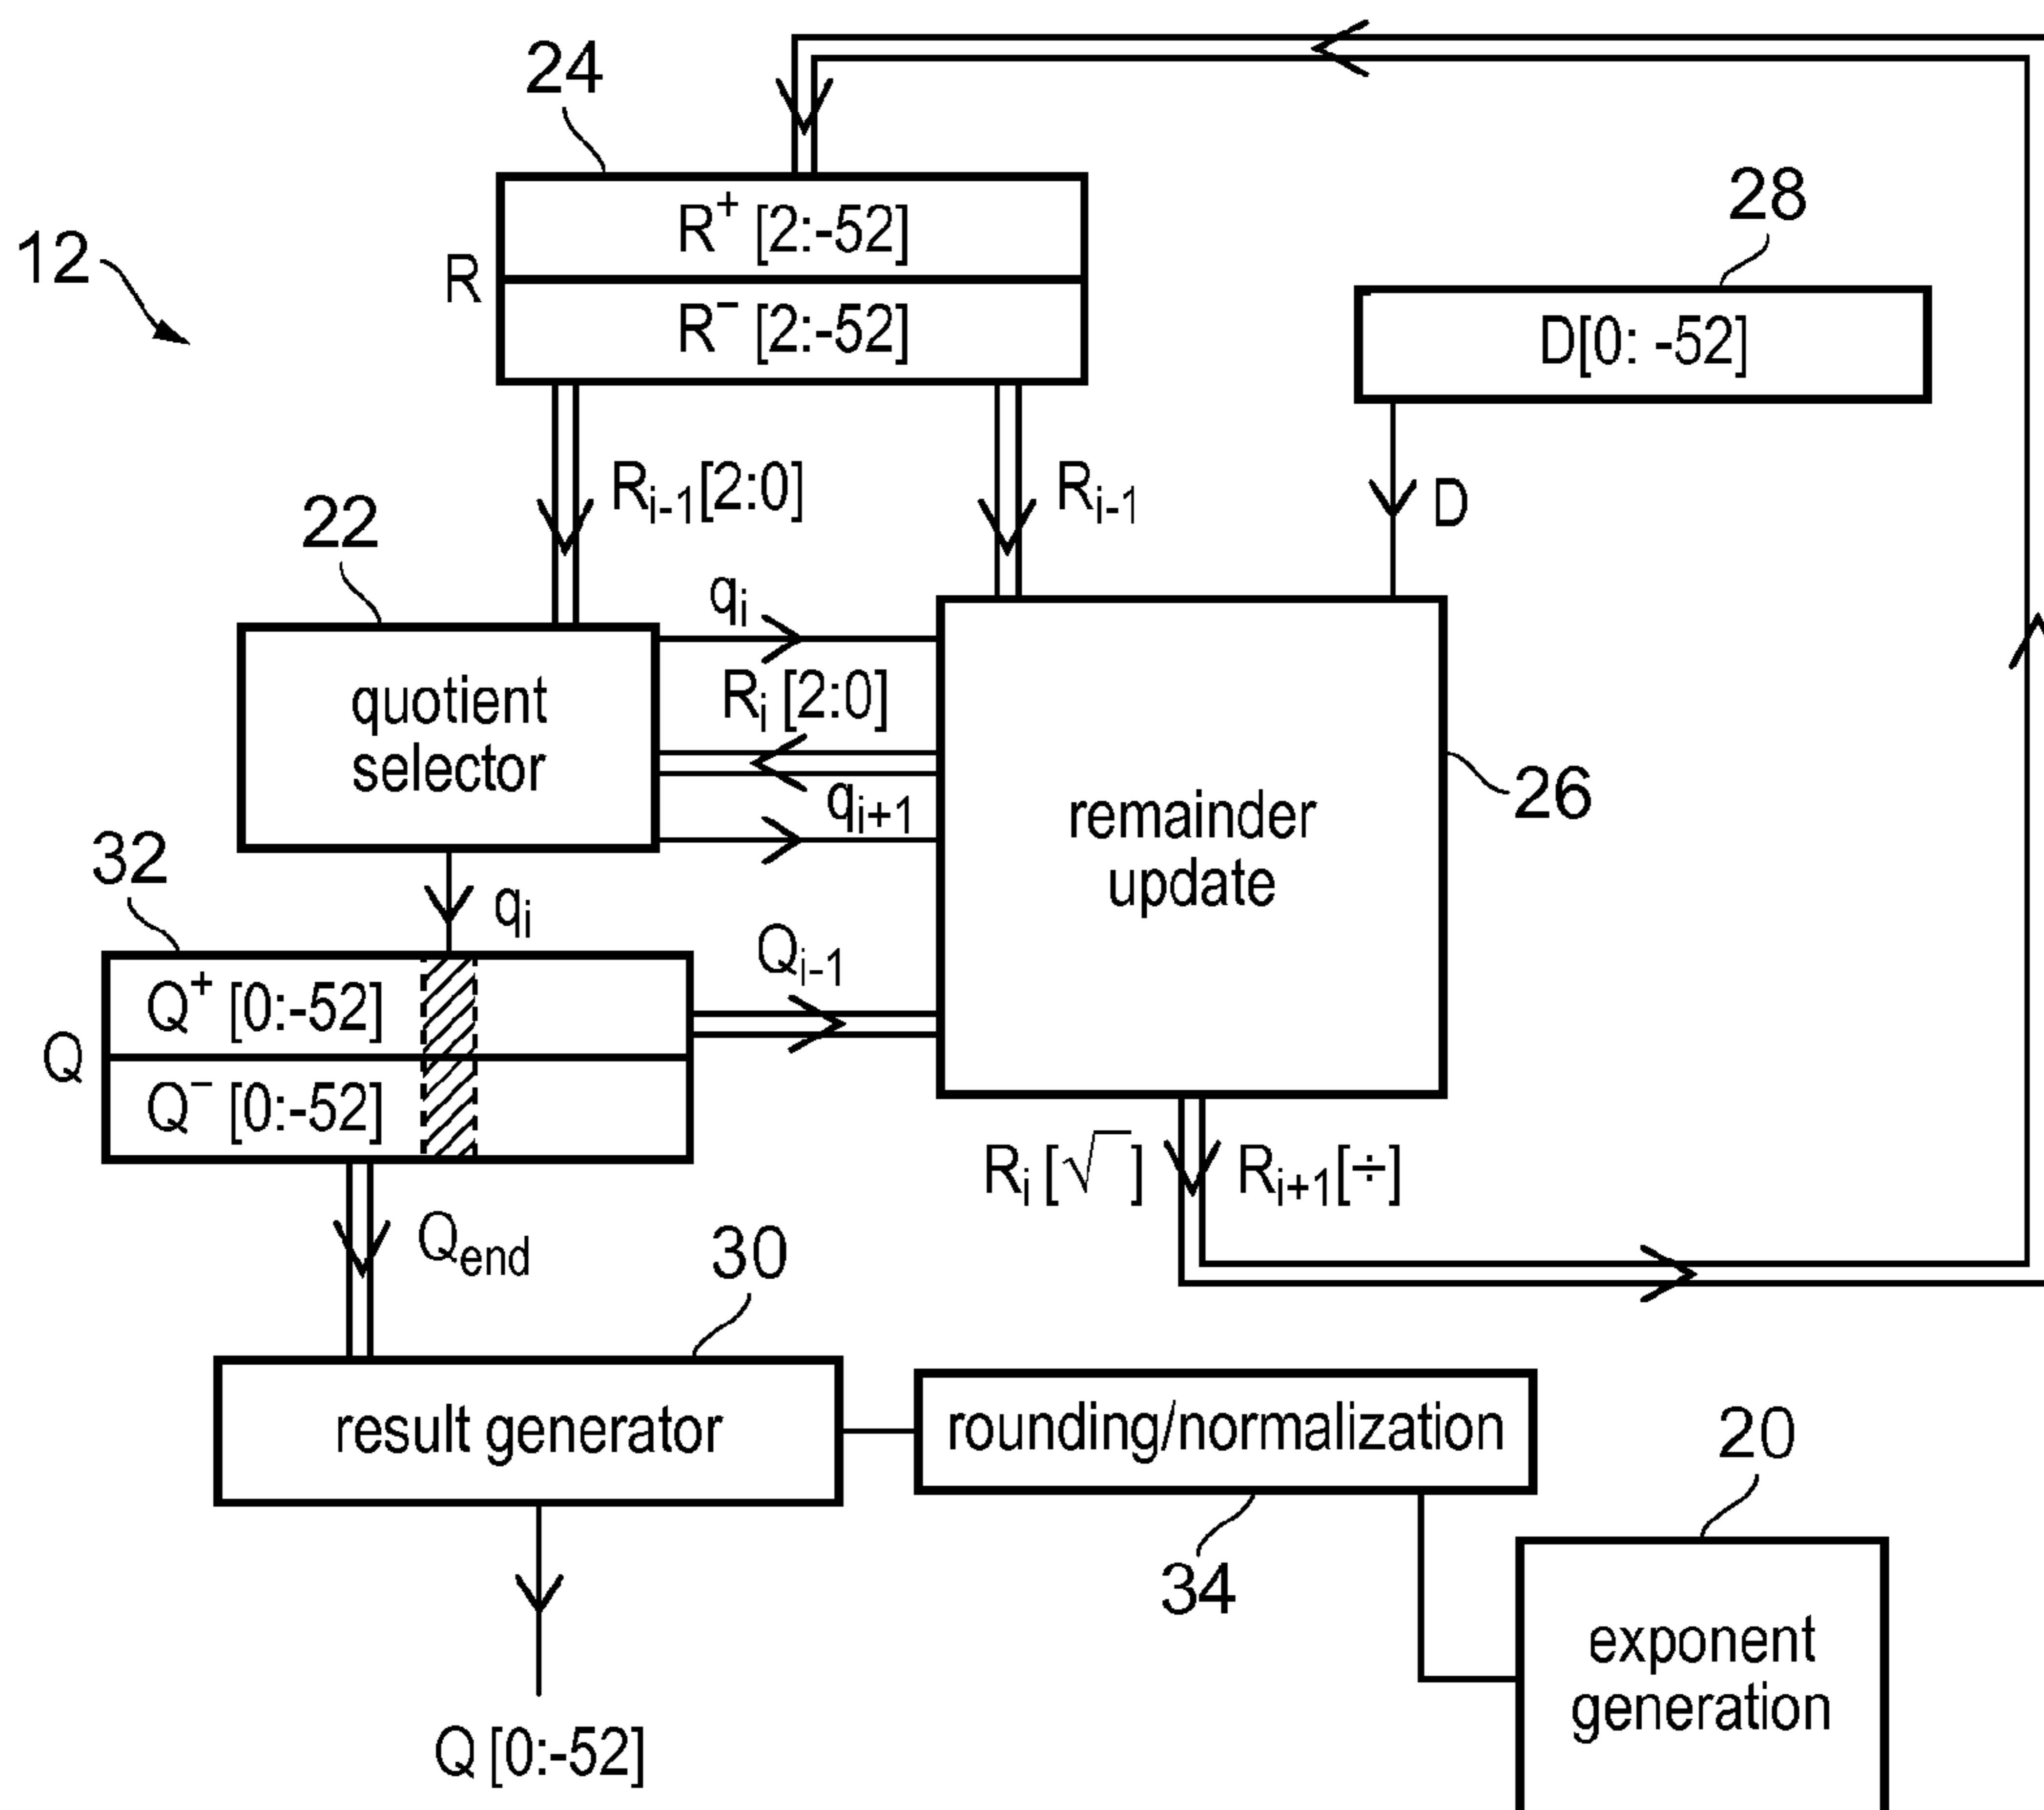 24
28
12
R⁺ [2:-52]
R
R⁻ [2:-52]
D[0: -52]
Rᵢ₋₁[2:0]
Rᵢ₋₁
D
22
qᵢ
quotient
selector
Rᵢ [2:0]
qᵢ₊₁
remainder
update
26
32
qᵢ
Qᵢ₋₁
Q⁺ [0:-52]
Q
Q⁻ [0:-52]
Rᵢ [√‾]
Rᵢ₊₁[÷]
Qend
30
result generator
rounding/normalization
20
34
exponent
generation
Q [0:-52]